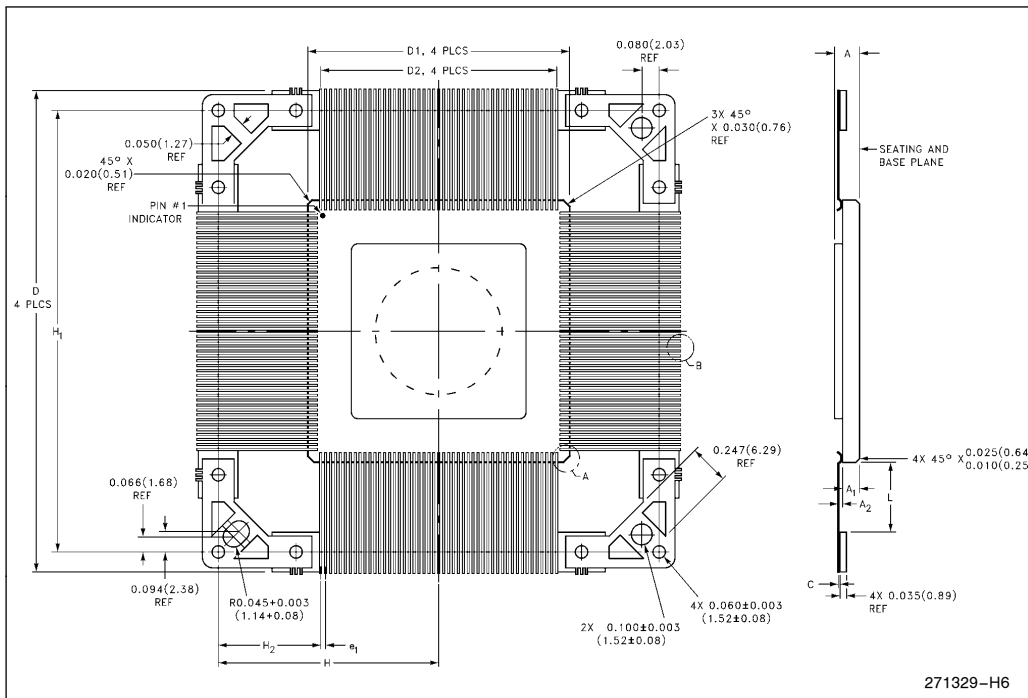 D1, 4 PLCS
D2, 4 PLCS
0.080(2.03)
REF
A
0.050(1.27)
REF
3X 45°
X 0.030(0.76)
REF
45° X
0.020(0.51)
REF
SEATING AND
BASE PLANE
PIN #1
INDICATOR
D
4 PLCS
H1
B
0.247(6.29)
REF
4X 45° X 0.025(0.64
0.010(0.25
A
A1
A2
L
0.066(1.68)
REF
0.094(2.38)
REF
R0.045+0.003
(1.14+0.08)
4X 0.060±0.003
(1.52±0.08)
2X 0.100±0.003
(1.52±0.08)
C
4X 0.035(0.89)
REF
H2
e1
H
271329-H6